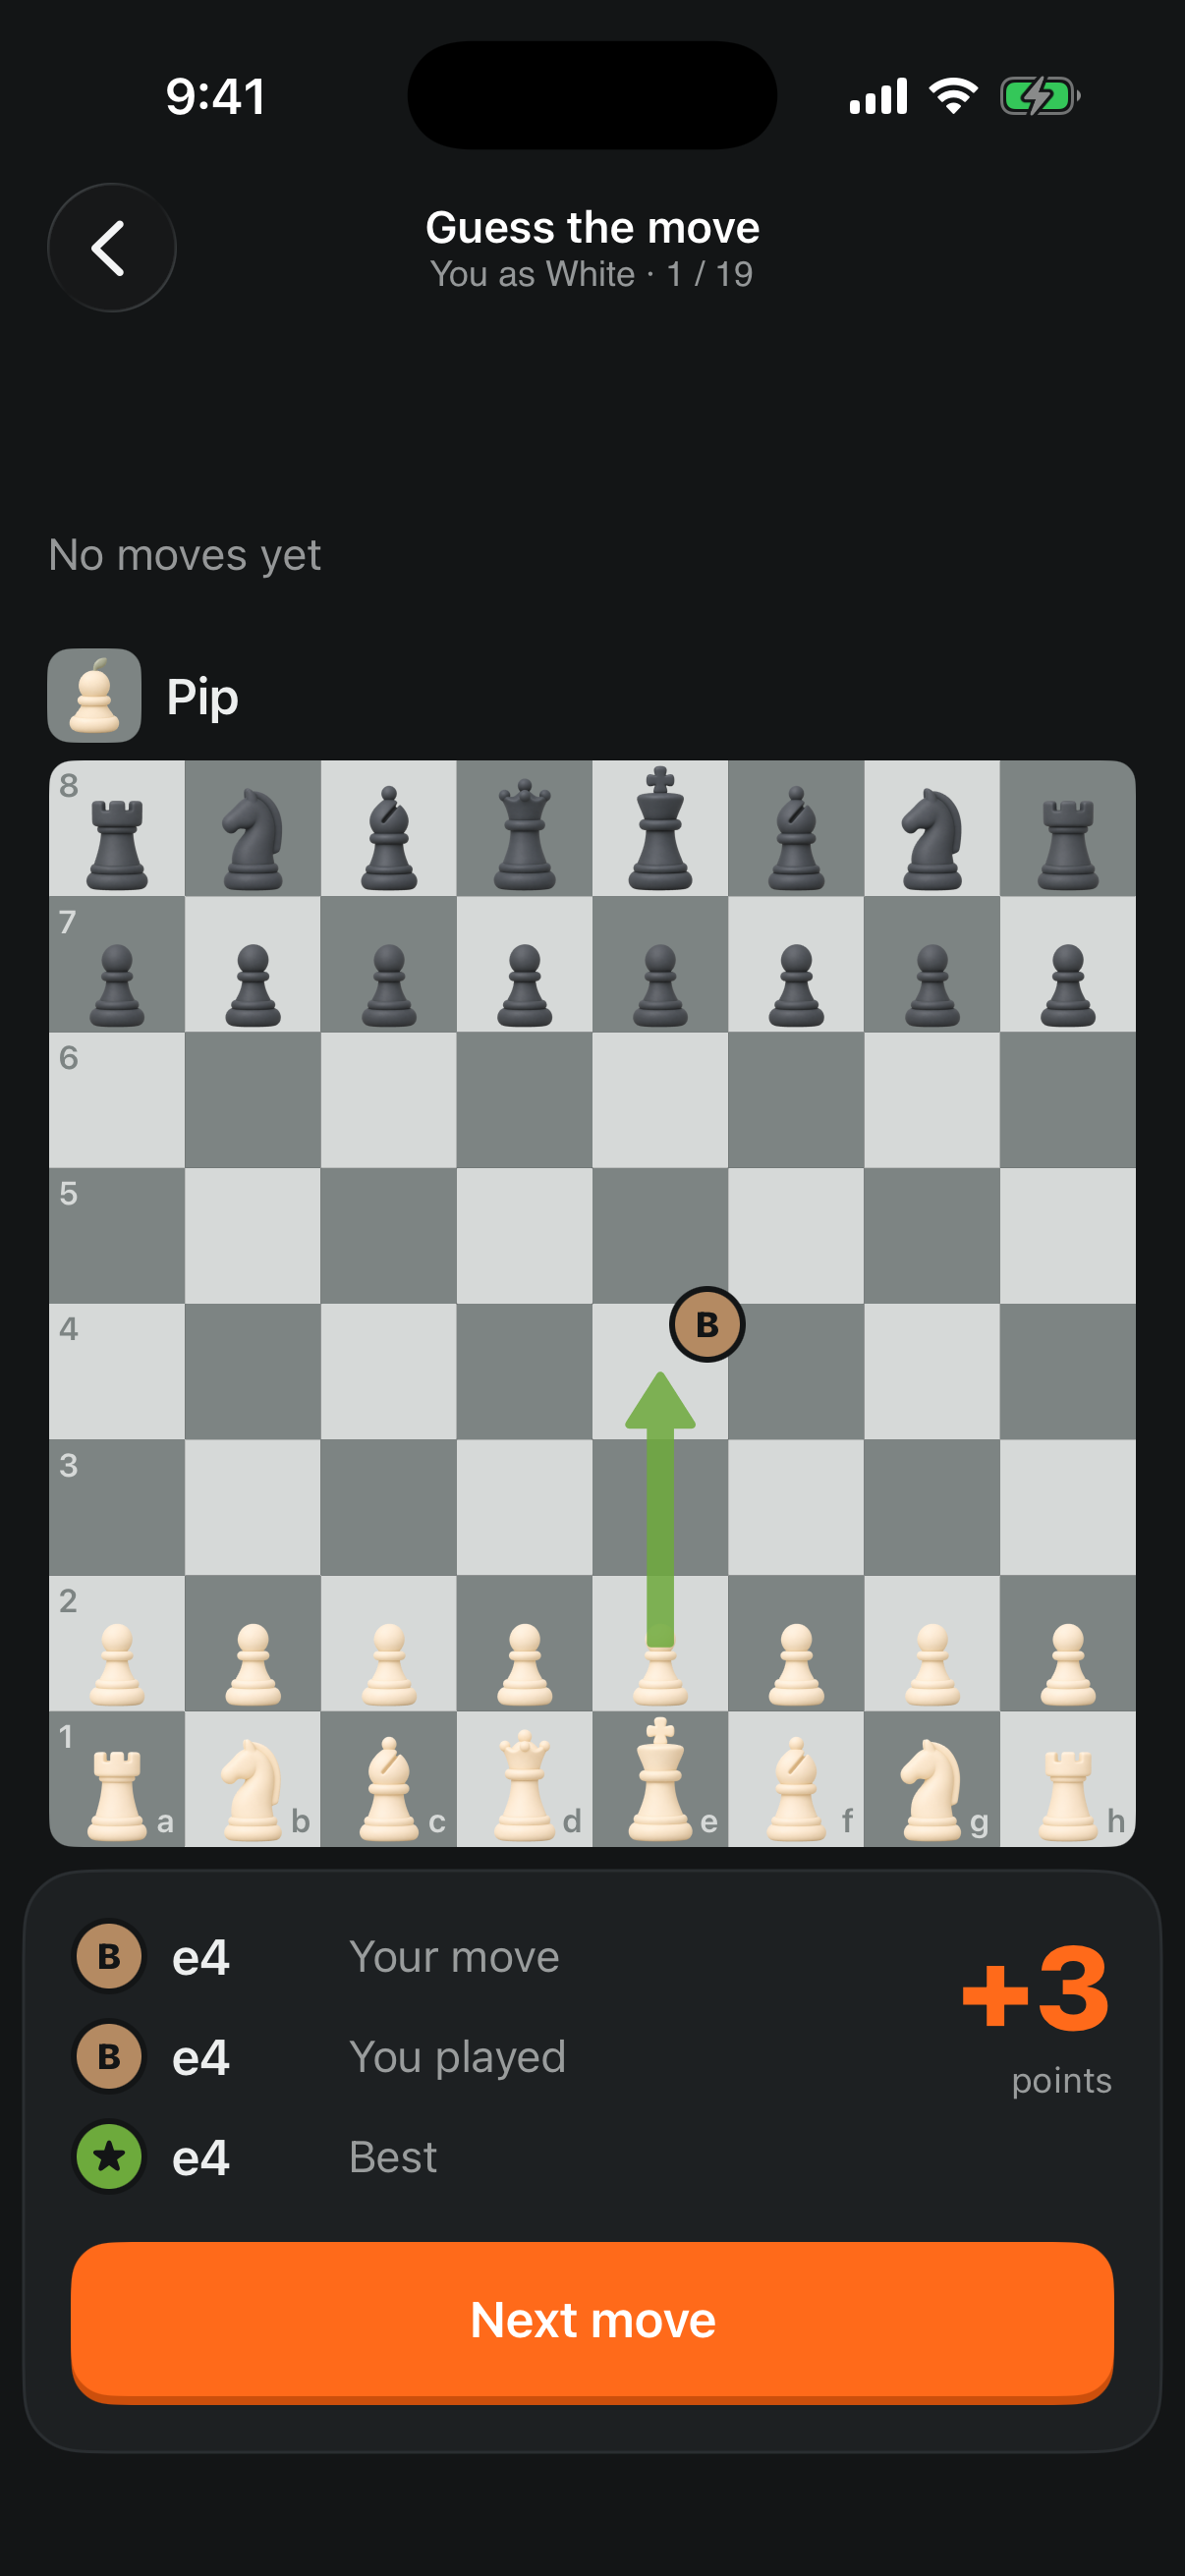 9:41
Guess the move
You as White · 1 / 19
No moves yet
Pip
8
7
6
5
B
4
3
2
1
a b c d e f g h
B e4 Your move
+3
B e4 You played
points
e4 Best
Next move